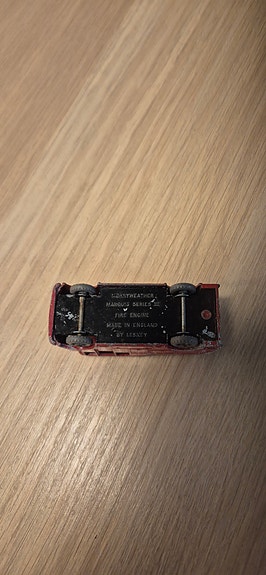 MERRYWEATHER
MARQUIS SERIES III
FIRE ENGINE
MADE IN ENGLAND
BY LESNEY